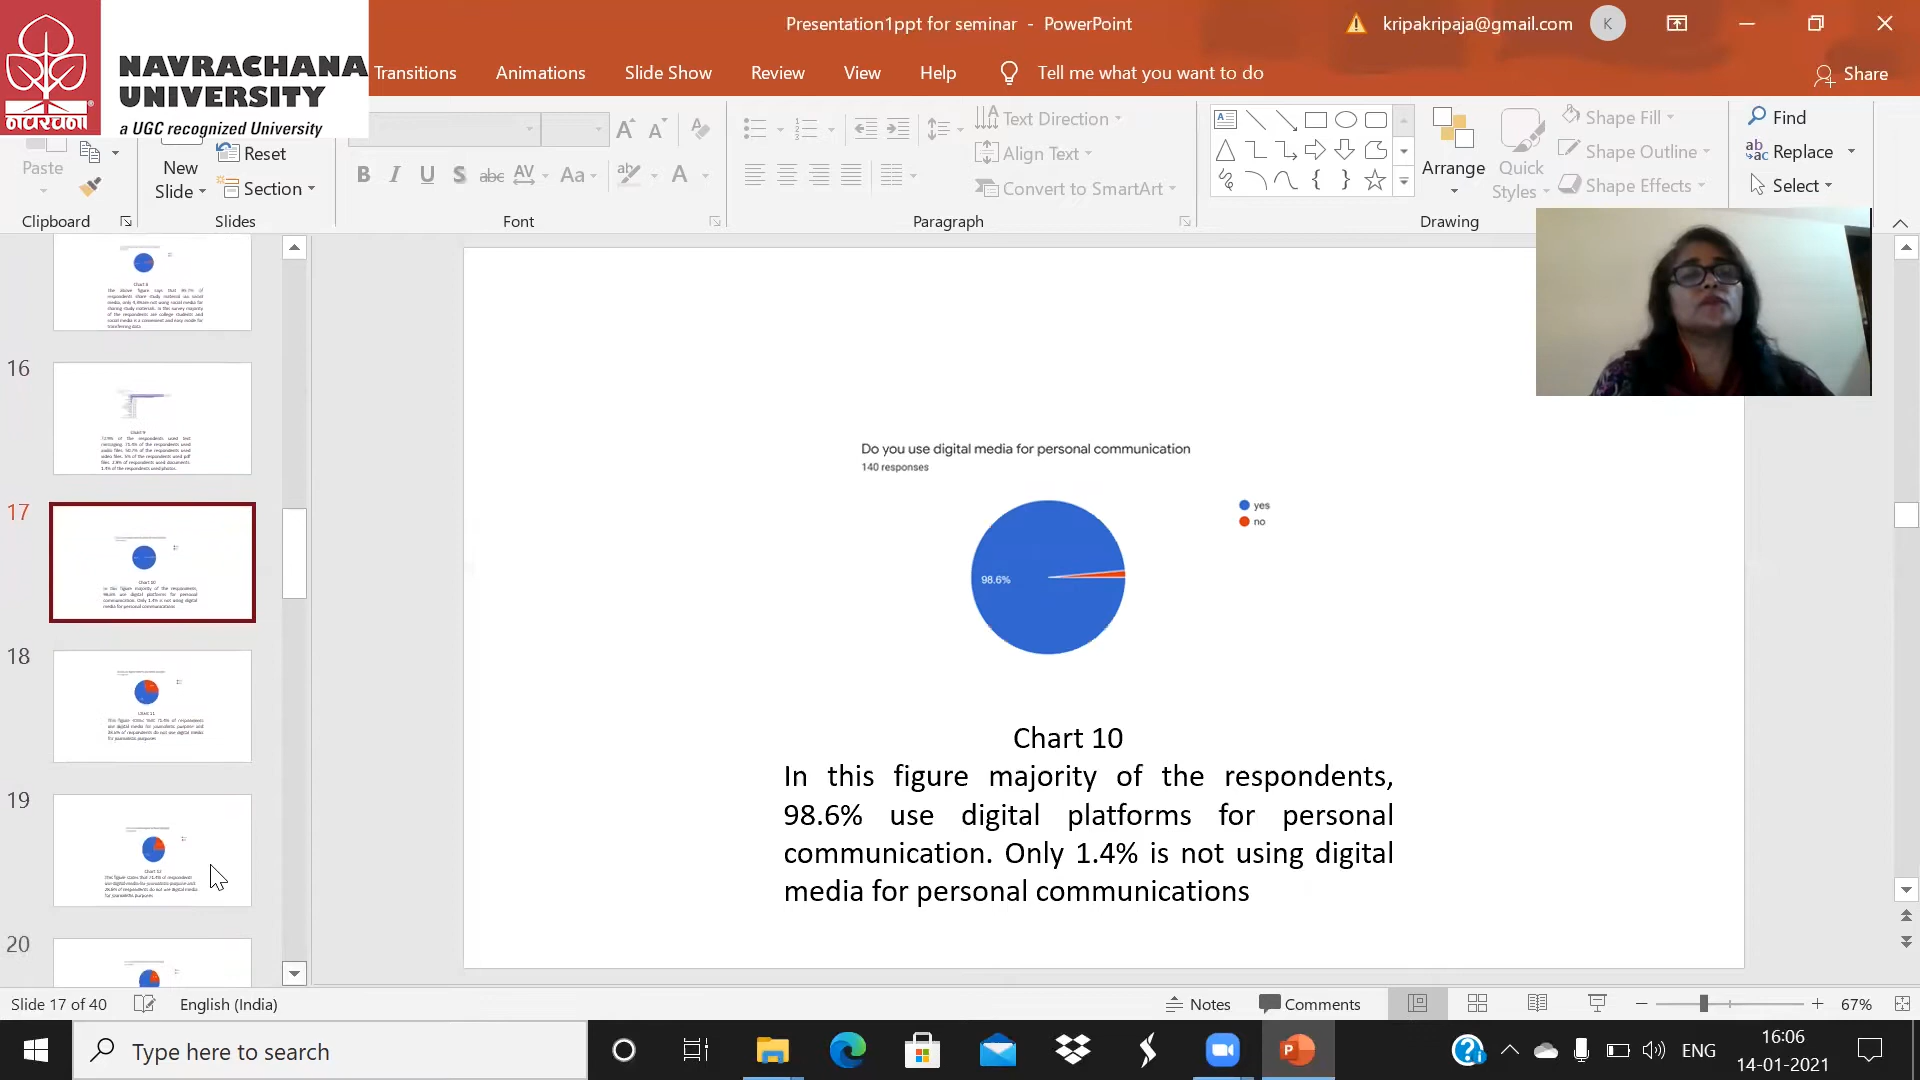 Presentation1ppt for seminar - PowerPoint
kripakripaja@gmail.com
K
NAVRACHANA
UNIVERSITY
a UGC recognized University
नवरचना
Transitions Animations Slide Show Review View Help Tell me what you want to do
Share
Paste
New
Slide
Reset
Section
Text Direction
Align Text
Convert to SmartArt
Arrange
Quick
Styles
Shape Fill
Shape Outline
Shape Effects
Find
Replace
Select
Clipboard Slides Font Paragraph Drawing
16
17
18
19
20
Do you use digital media for personal communication
140 responses
yes
no
98.6%
Chart 10
In this figure majority of the respondents,
98.6% use digital platforms for personal
communication. Only 1.4% is not using digital
media for personal communications
Slide 17 of 40 English (India) Notes Comments 67%
Type here to search
ENG
16:06
14-01-2021